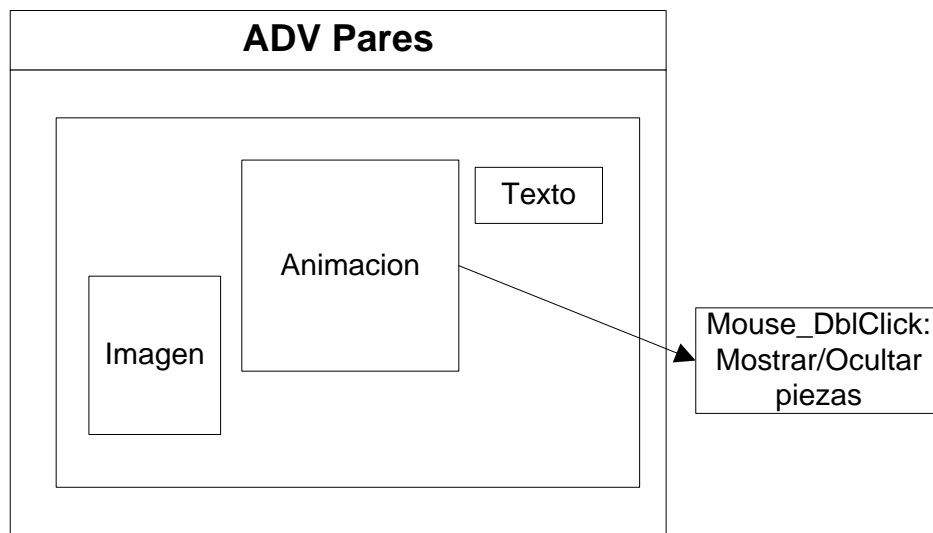 ADV Pares
Texto
Animacion
Imagen
Mouse_DblClick:
Mostrar/Ocultar
piezas